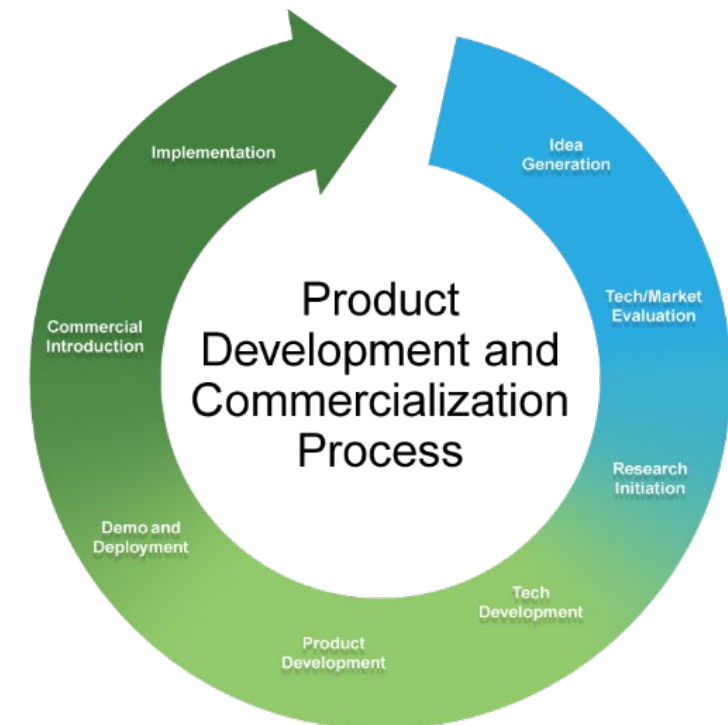 Product
Development and
Commercialization
Process
Idea
Generation
Tech/Market
Evaluation
Research
Initiation
Tech
Development
Product
Development
Demo and
Deployment
Commercial
Introduction
Implementation